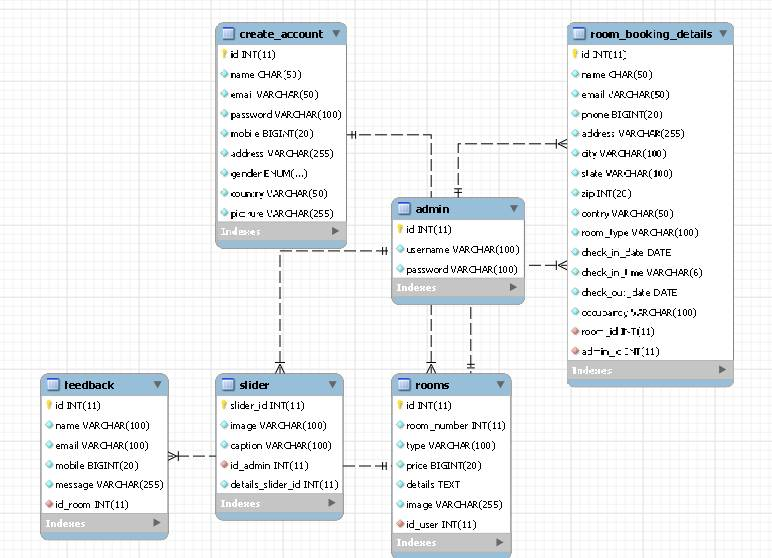 create_account
id INT(11)
name CHAR(50)
email VARCHAR(50)
password VARCHAR(100)
mobile BIGINT(20)
address VARCHAR(255)
gender ENUM(...)
country VARCHAR(50)
picture VARCHAR(255)
Indexes
room_booking_details
id INT(11)
name CHAR(50)
email VARCHAR(50)
phone BIGINT(20)
address VARCHAR(255)
city VARCHAR(100)
state VARCHAR(100)
zip INT(20)
contry VARCHAR(50)
room_type VARCHAR(100)
check_in_date DATE
check_in_time VARCHAR(6)
check_out_date DATE
occupancy VARCHAR(100)
room_id INT(11)
admin_id INT(11)
Indexes
admin
id INT(11)
username VARCHAR(100)
password VARCHAR(100)
Indexes
feedback
id INT(11)
name VARCHAR(100)
email VARCHAR(100)
mobile BIGINT(20)
message VARCHAR(255)
id_room INT(11)
Indexes
slider
slider_id INT(11)
image VARCHAR(100)
caption VARCHAR(100)
id_admin INT(11)
details_slider_id INT(11)
Indexes
rooms
id INT(11)
room_number INT(11)
type VARCHAR(100)
price BIGINT(20)
details TEXT
image VARCHAR(255)
id_user INT(11)
Indexes